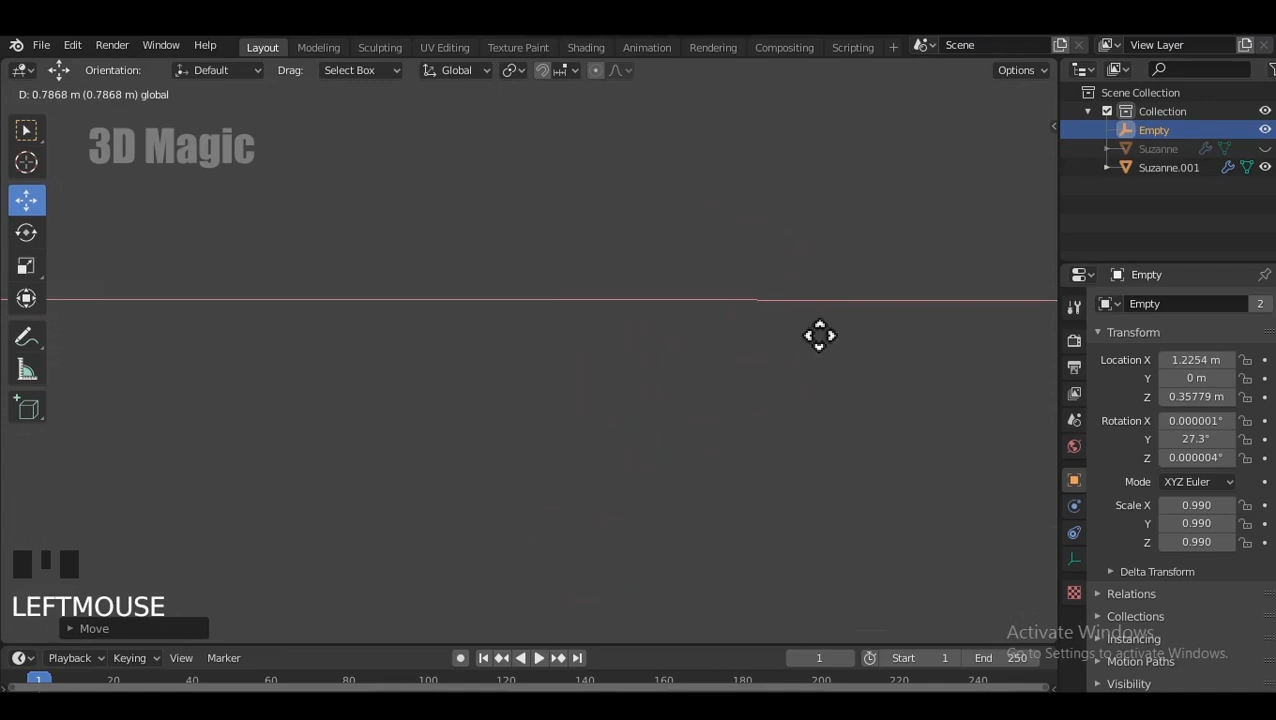 File Edit Render Window Help Layout Modeling Sculpting UV Editing Texture Paint Shading Animation Rendering Compositing Scripting + Scene View Layer
Orientation: Default Drag: Select Box Global Options
D: 0.7868 m (0.7868 m) global
3D Magic
Scene Collection
Collection
Empty
Suzanne
Suzanne.001
Empty
Empty 2
Transform
Location X 1.2254 m
Y 0 m
Z 0.35779 m
Rotation X 0.000001°
Y 27.3°
Z 0.000004°
Mode XYZ Euler
Scale X 0.990
Y 0.990
Z 0.990
Delta Transform
Relations
Collections
Instancing
Motion Paths
Visibility
Activate Windows
Go to Settings to activate Windows.
LEFTMOUSE
Move
Playback Keying View Marker 1 Start 1 End 250
1 20 40 60 80 100 120 140 160 180 200 220 240